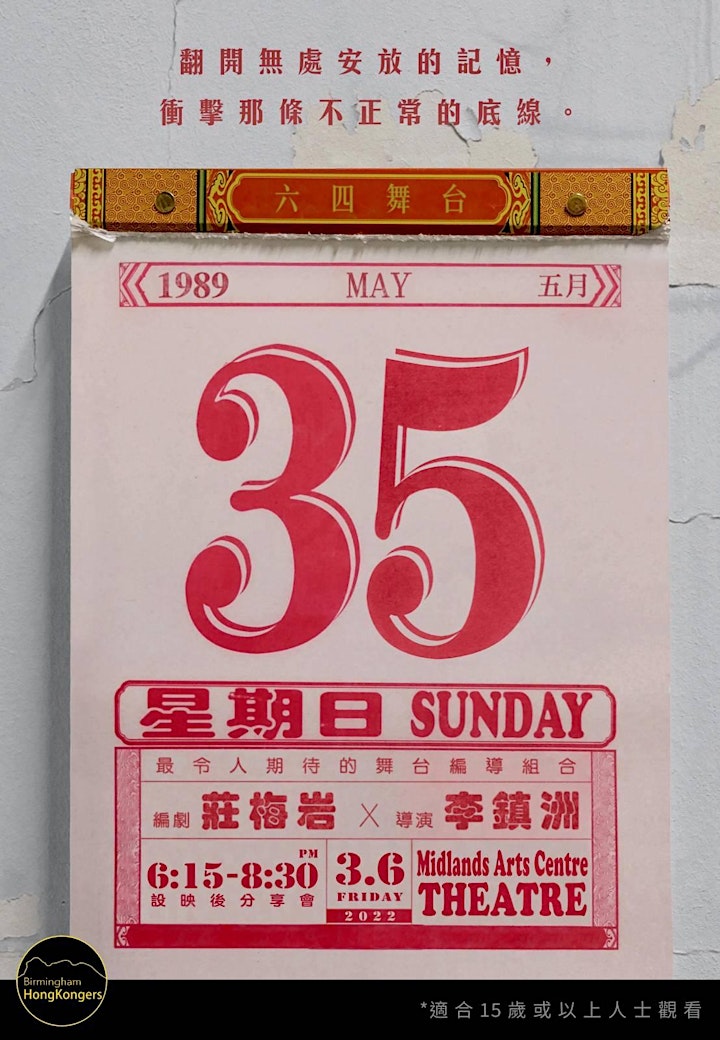 翻開無處安放的記憶，
衝擊那條不正常的底線。
六四舞台
1989 MAY 五月
35
星期日 SUNDAY
最令人期待的舞台編導組合
編劇 莊梅岩 X 導演 李鎮洲
6:15-8:30 PM
設映後分享會
3.6
FRIDAY
2022
Midlands Arts Centre
THEATRE
Birmingham
HongKongers
*適合15歲或以上人士觀看